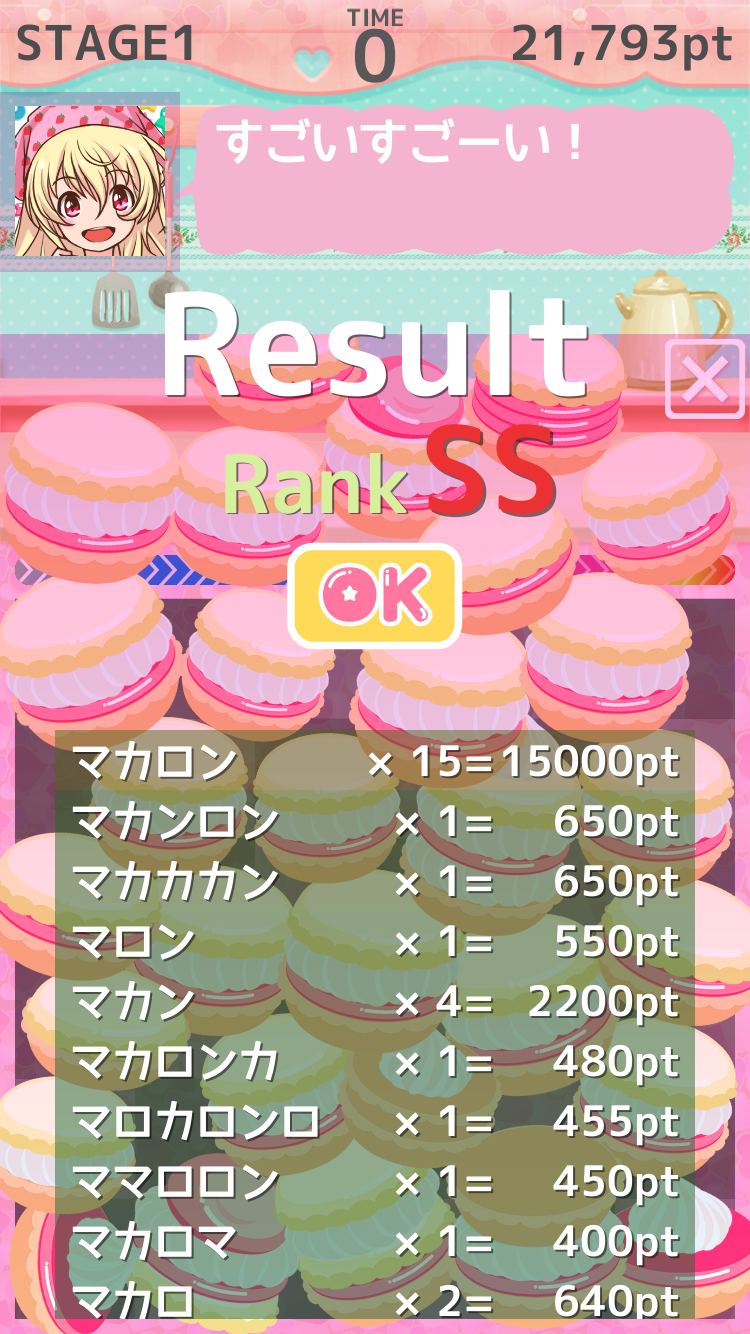 TIME
STAGE1 0 21,793pt
すごいすごーい！
Result
Rank SS
OK
マカロン × 15=15000pt
マカンロン × 1= 650pt
マカカカン × 1= 650pt
マロン × 1= 550pt
マカン × 4= 2200pt
マカロンカ × 1= 480pt
マロカロンロ × 1= 455pt
ママロロン × 1= 450pt
マカロマ × 1= 400pt
マカロ × 2= 640pt